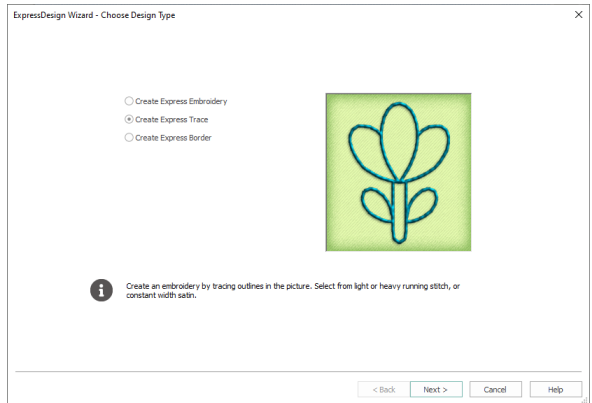 ExpressDesign Wizard - Choose Design Type
Create Express Embroidery
Create Express Trace
Create Express Border
Create an embroidery by tracing outlines in the picture. Select from light or heavy running stitch, or
constant width satin.
< Back Next > Cancel Help